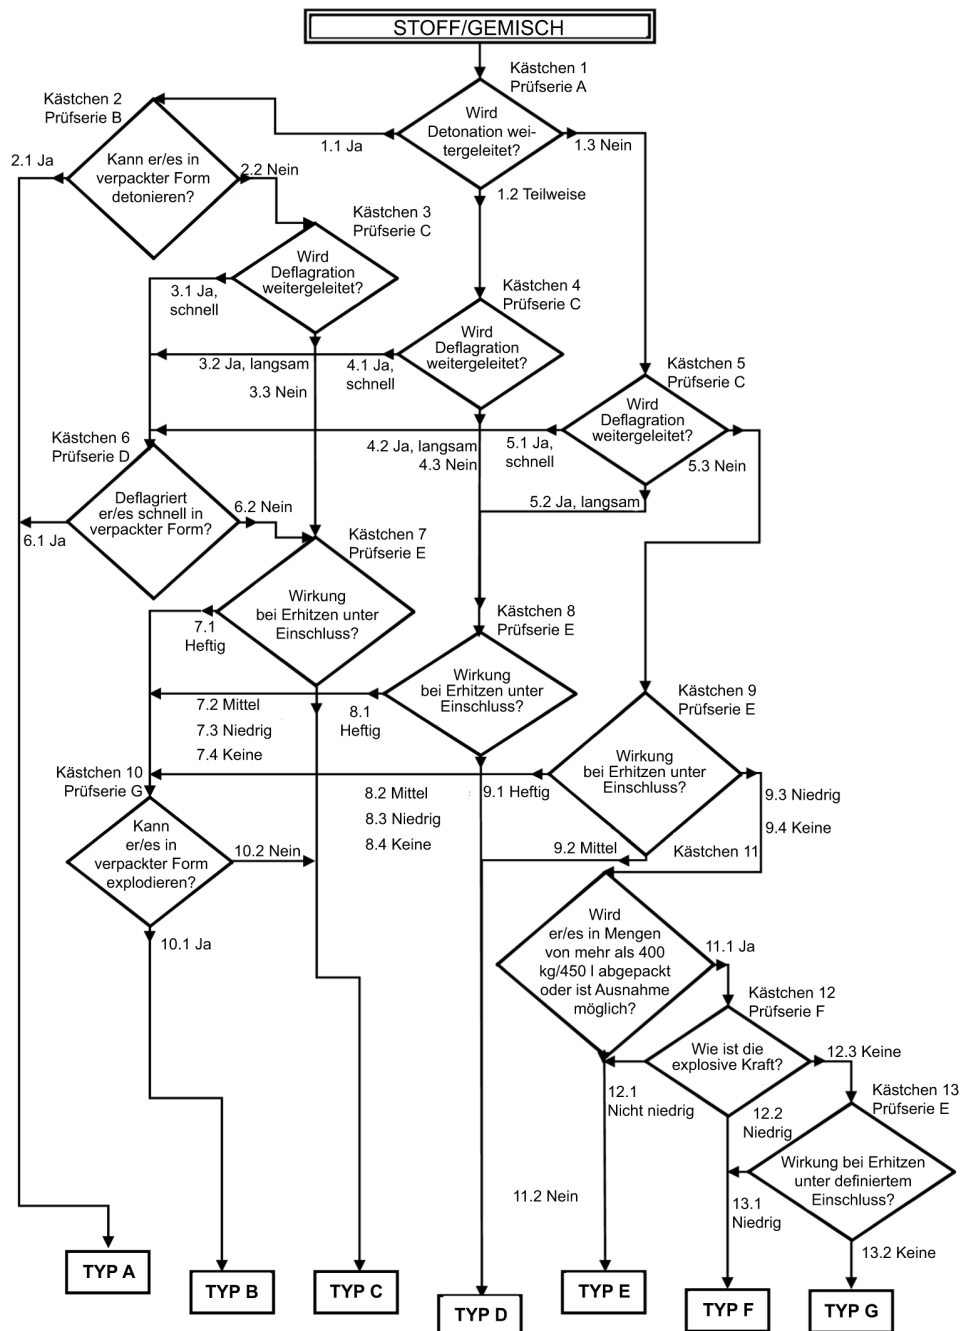 STOFF/GEMISCH
Kästchen 1
Prüfserie A
Wird
Detonation wei-
tergeleitet?
1.1 Ja
1.3 Nein
1.2 Teilweise
Kästchen 2
Prüfserie B
2.1 Ja
Kann er/es in
verpackter Form
detonieren?
2.2 Nein
Kästchen 3
Prüfserie C
Wird
Deflagration
weitergeleitet?
3.1 Ja,
schnell
3.2 Ja, langsam
3.3 Nein
Kästchen 4
Prüfserie C
Wird
Deflagration
weitergeleitet?
4.1 Ja,
schnell
4.2 Ja, langsam
4.3 Nein
Kästchen 5
Prüfserie C
Wird
Deflagration
weitergeleitet?
5.1 Ja,
schnell
5.3 Nein
5.2 Ja, langsam
Kästchen 6
Prüfserie D
Deflagriert
er/es schnell in
verpackter Form?
6.1 Ja
6.2 Nein
Kästchen 7
Prüfserie E
Wirkung
bei Erhitzen unter
Einschluss?
7.1
Heftig
7.2 Mittel
7.3 Niedrig
7.4 Keine
Kästchen 8
Prüfserie E
Wirkung
bei Erhitzen unter
Einschluss?
8.1
Heftig
8.2 Mittel
8.3 Niedrig
8.4 Keine
Kästchen 9
Prüfserie E
Wirkung
bei Erhitzen unter
Einschluss?
9.1 Heftig
9.2 Mittel
9.3 Niedrig
9.4 Keine
Kästchen 10
Prüfserie G
Kann
er/es in
verpackter Form
explodieren?
10.2 Nein
10.1 Ja
Kästchen 11
Wird
er/es in Mengen
von mehr als 400
kg/450 l abgepackt
oder ist Ausnahme
möglich?
11.1 Ja
11.2 Nein
Kästchen 12
Prüfserie F
Wie ist die
explosive Kraft?
12.1
Nicht niedrig
12.2
Niedrig
12.3 Keine
Kästchen 13
Prüfserie E
Wirkung bei Erhitzen
unter definiertem
Einschluss?
13.1
Niedrig
13.2 Keine
TYP A
TYP B
TYP C
TYP D
TYP E
TYP F
TYP G